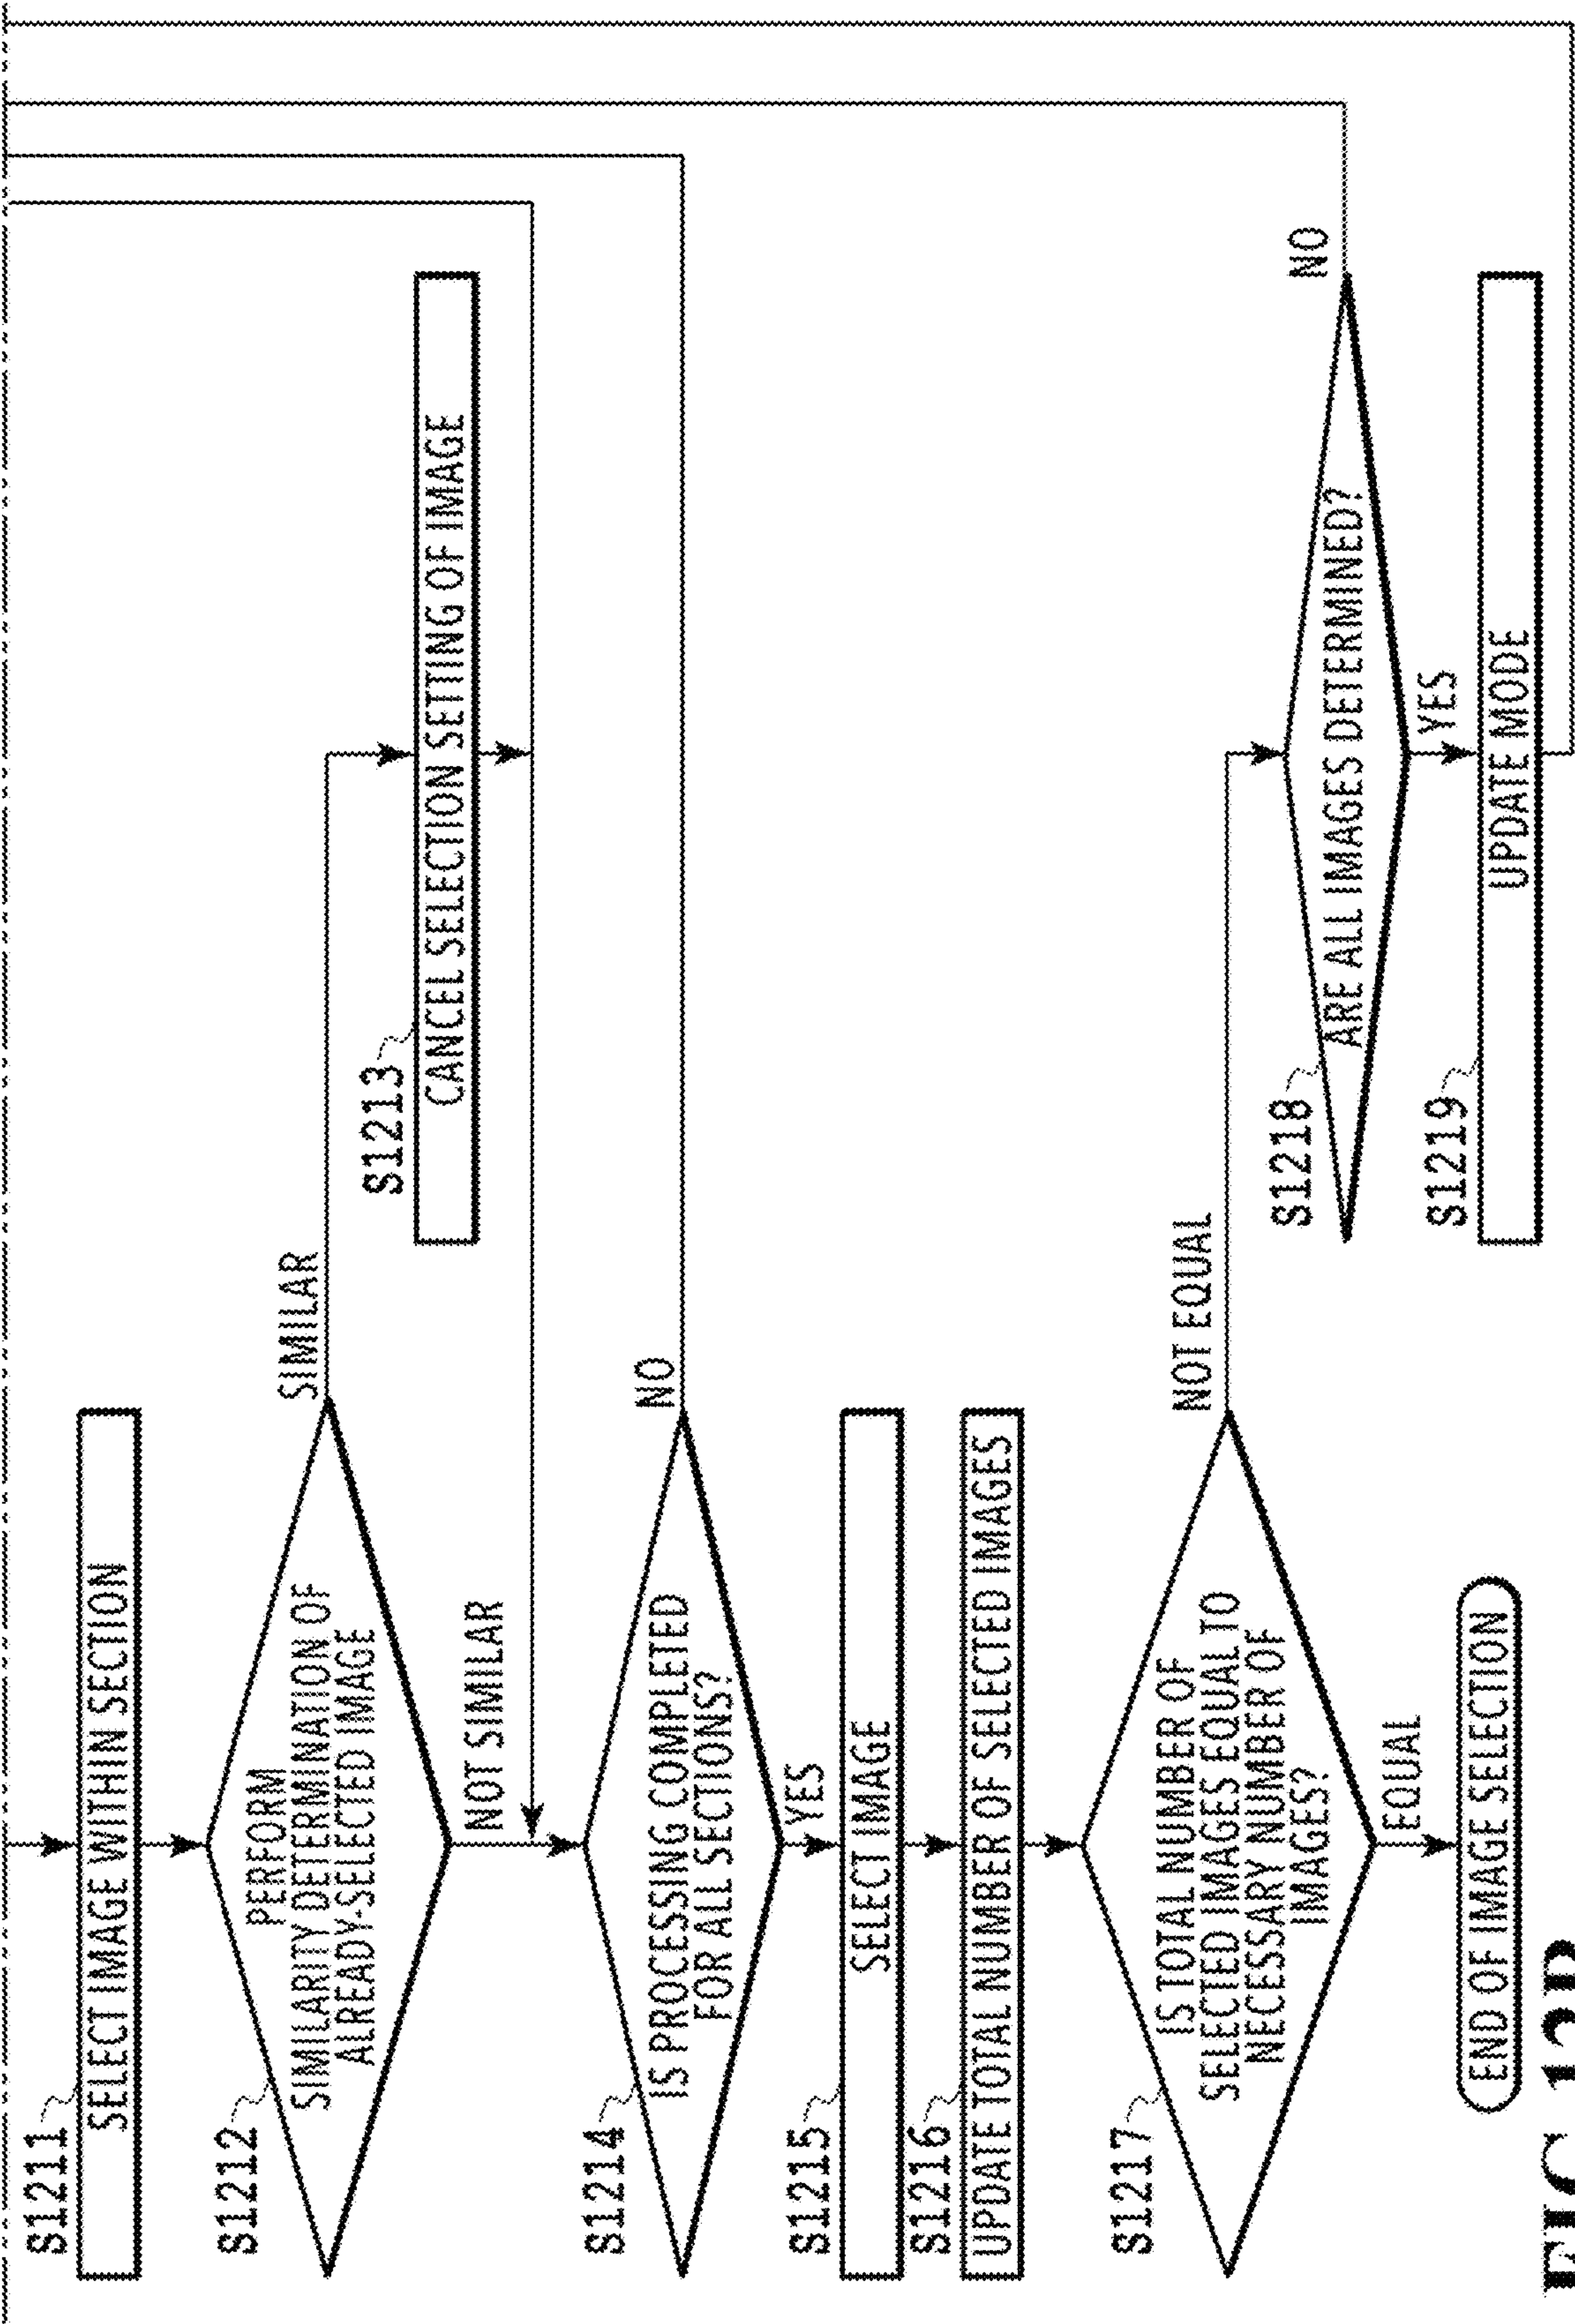 S1211
SELECT IMAGE WITHIN SECTION
S1212
PERFORM
SIMILARITY DETERMINATION OF
ALREADY-SELECTED IMAGE
SIMILAR
S1213
CANCEL SELECTION SETTING OF IMAGE
NOT SIMILAR
S1214
IS PROCESSING COMPLETED
FOR ALL SECTIONS?
NO
YES
S1215
SELECT IMAGE
S1216
UPDATE TOTAL NUMBER OF SELECTED IMAGES
S1217
IS TOTAL NUMBER OF
SELECTED IMAGES EQUAL TO
NECESSARY NUMBER OF
IMAGES?
NOT EQUAL
S1218
ARE ALL IMAGES DETERMINED?
NO
YES
S1219
UPDATE MODE
EQUAL
END OF IMAGE SELECTION